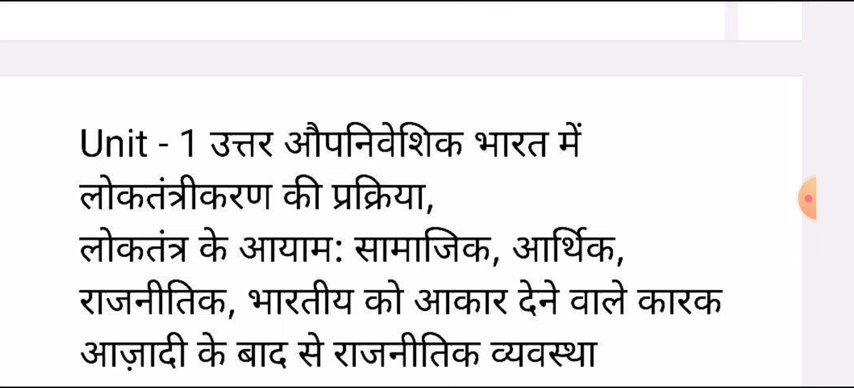 Unit - 1 उत्तर औपनिवेशिक भारत में
लोकतंत्रीकरण की प्रक्रिया,
लोकतंत्र के आयाम: सामाजिक, आर्थिक,
राजनीतिक, भारतीय को आकार देने वाले कारक
आज़ादी के बाद से राजनीतिक व्यवस्था